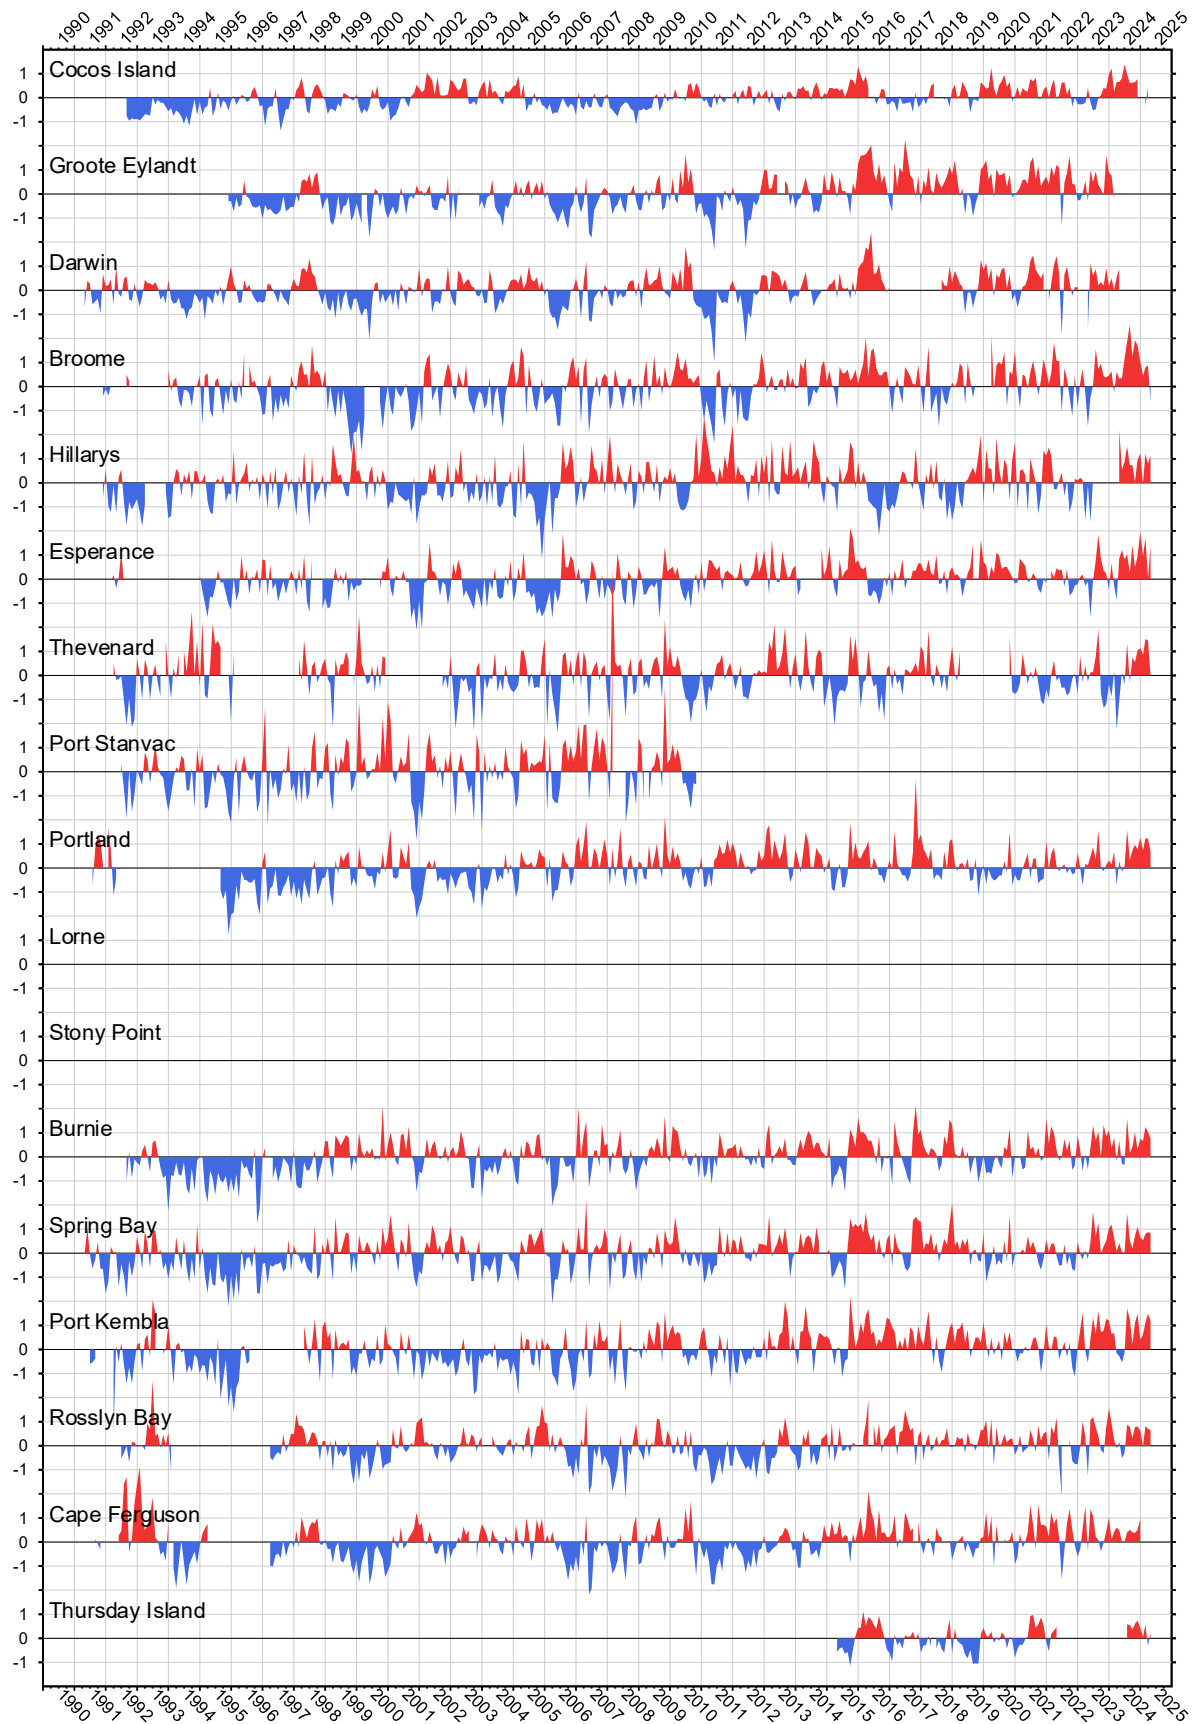 1990 1991 1992 1993 1994 1995 1996 1997 1998 1999 2000 2001 2002 2003 2004 2005 2006 2007 2008 2009 2010 2011 2012 2013 2014 2015 2016 2017 2018 2019 2020 2021 2022 2023 2024 2025
1 Cocos Island
0
-1
1 Groote Eylandt
0
-1
1 Darwin
0
-1
1 Broome
0
-1
1 Hillarys
0
-1
1 Esperance
0
-1
1 Thevenard
0
-1
1 Port Stanvac
0
-1
1 Portland
0
-1
1 Lorne
0
-1
1 Stony Point
0
-1
1 Burnie
0
-1
1 Spring Bay
0
-1
1 Port Kembla
0
-1
1 Rosslyn Bay
0
-1
1 Cape Ferguson
0
-1
1 Thursday Island
0
-1
1990 1991 1992 1993 1994 1995 1996 1997 1998 1999 2000 2001 2002 2003 2004 2005 2006 2007 2008 2009 2010 2011 2012 2013 2014 2015 2016 2017 2018 2019 2020 2021 2022 2023 2024 2025